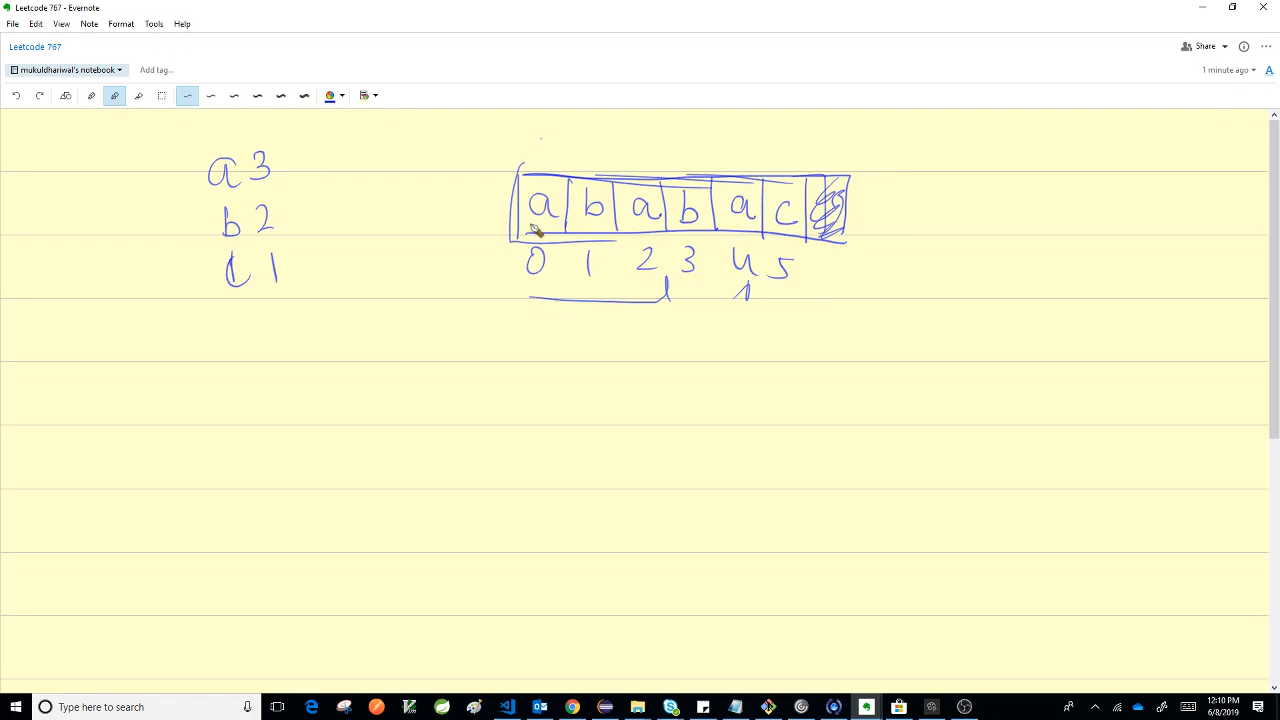 Leetcode 767 - Evernote
File Edit View Note Format Tools Help
Leetcode 767
Share
mukuldhariwal's notebook Add tag...
1 minute ago
a 3
b 2
c 1
a b a b a c
0 1 2 3 4 5
Type here to search
12:10 PM
6/8/2019